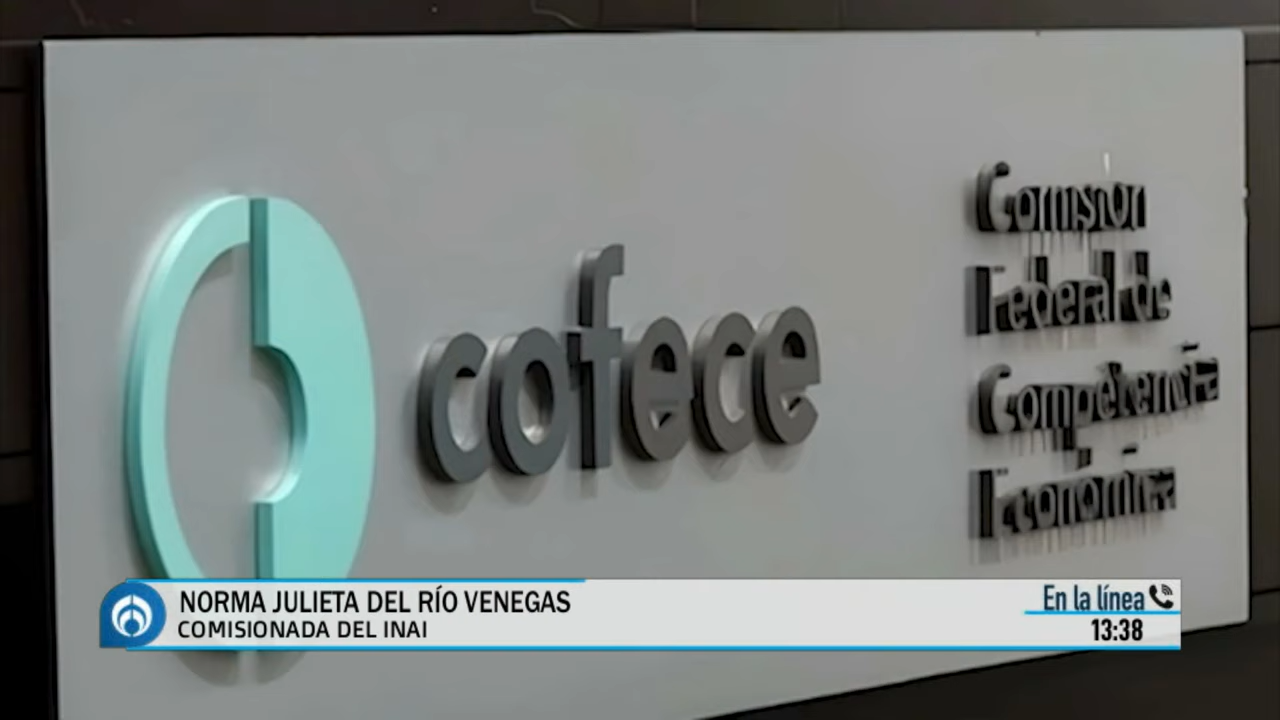 cofece
Comisión
Federal de
Competencia
Económica
NORMA JULIETA DEL RÍO VENEGAS
COMISIONADA DEL INAI
En la línea
13:38